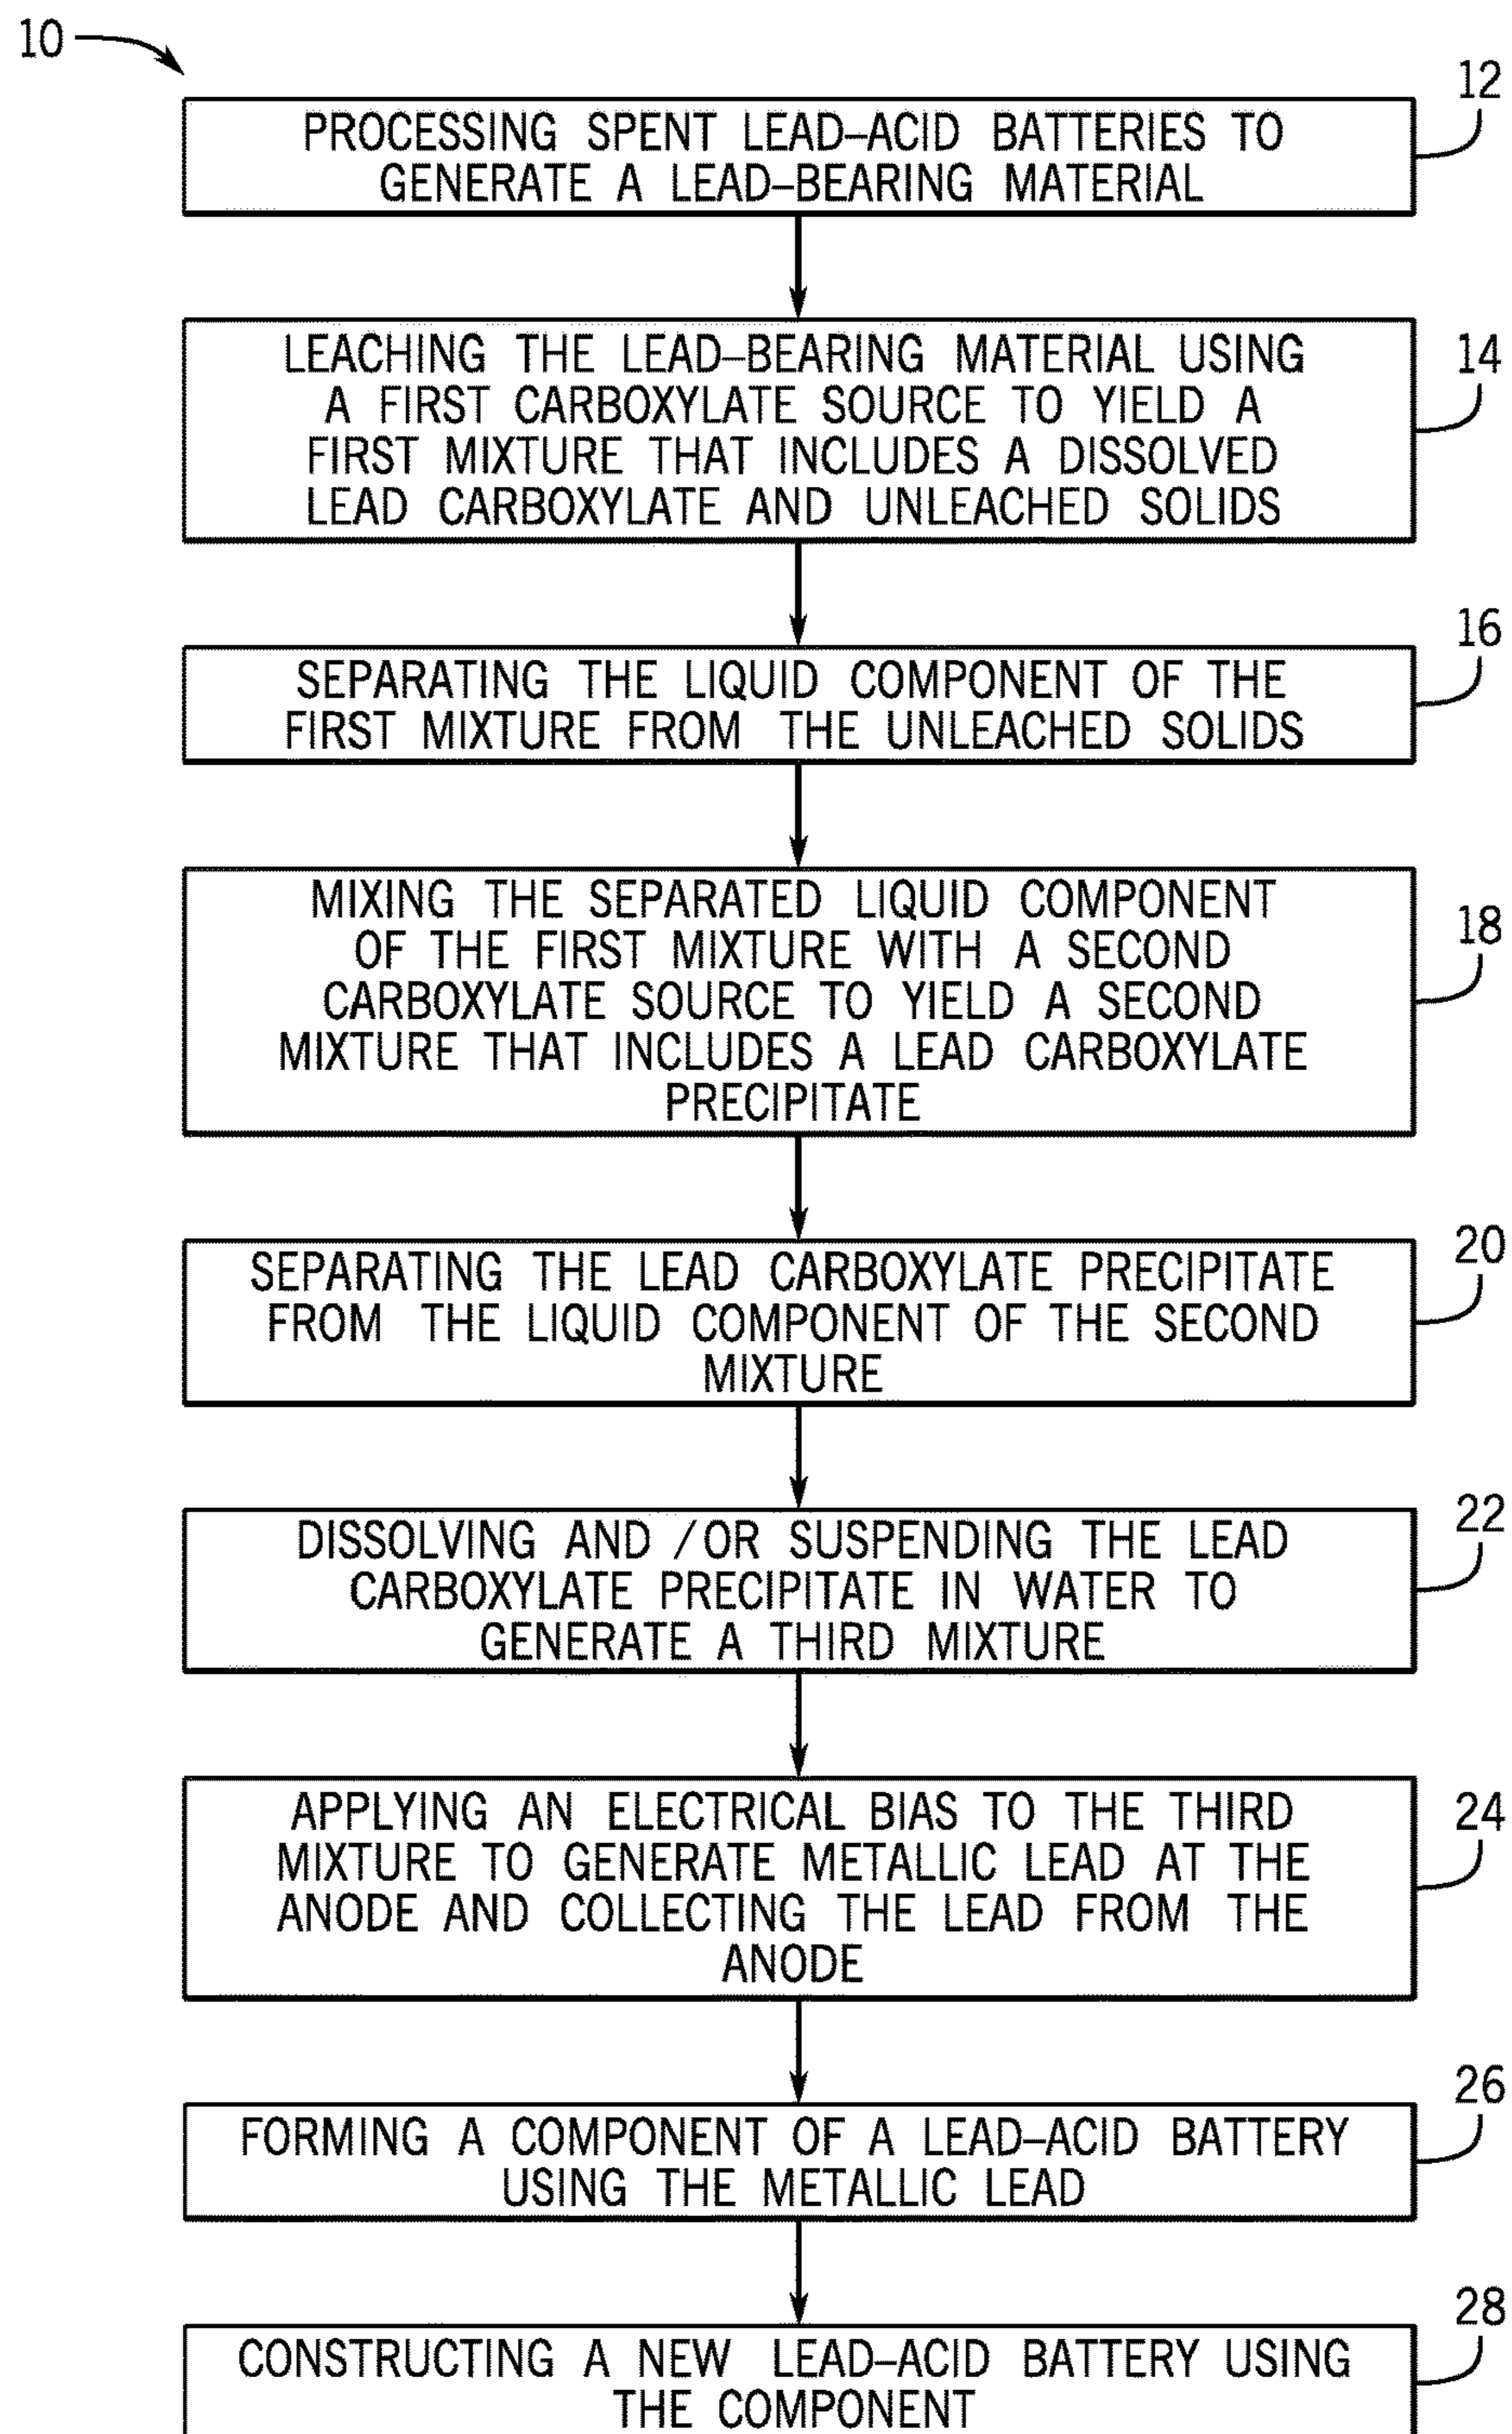 10
12
PROCESSING SPENT LEAD–ACID BATTERIES TO
GENERATE A LEAD–BEARING MATERIAL
14
LEACHING THE LEAD–BEARING MATERIAL USING
A FIRST CARBOXYLATE SOURCE TO YIELD A
FIRST MIXTURE THAT INCLUDES A DISSOLVED
LEAD CARBOXYLATE AND UNLEACHED SOLIDS
16
SEPARATING THE LIQUID COMPONENT OF THE
FIRST MIXTURE FROM THE UNLEACHED SOLIDS
18
MIXING THE SEPARATED LIQUID COMPONENT
OF THE FIRST MIXTURE WITH A SECOND
CARBOXYLATE SOURCE TO YIELD A SECOND
MIXTURE THAT INCLUDES A LEAD CARBOXYLATE
PRECIPITATE
20
SEPARATING THE LEAD CARBOXYLATE PRECIPITATE
FROM THE LIQUID COMPONENT OF THE SECOND
MIXTURE
22
DISSOLVING AND /OR SUSPENDING THE LEAD
CARBOXYLATE PRECIPITATE IN WATER TO
GENERATE A THIRD MIXTURE
24
APPLYING AN ELECTRICAL BIAS TO THE THIRD
MIXTURE TO GENERATE METALLIC LEAD AT THE
ANODE AND COLLECTING THE LEAD FROM THE
ANODE
26
FORMING A COMPONENT OF A LEAD–ACID BATTERY
USING THE METALLIC LEAD
28
CONSTRUCTING A NEW LEAD–ACID BATTERY USING
THE COMPONENT